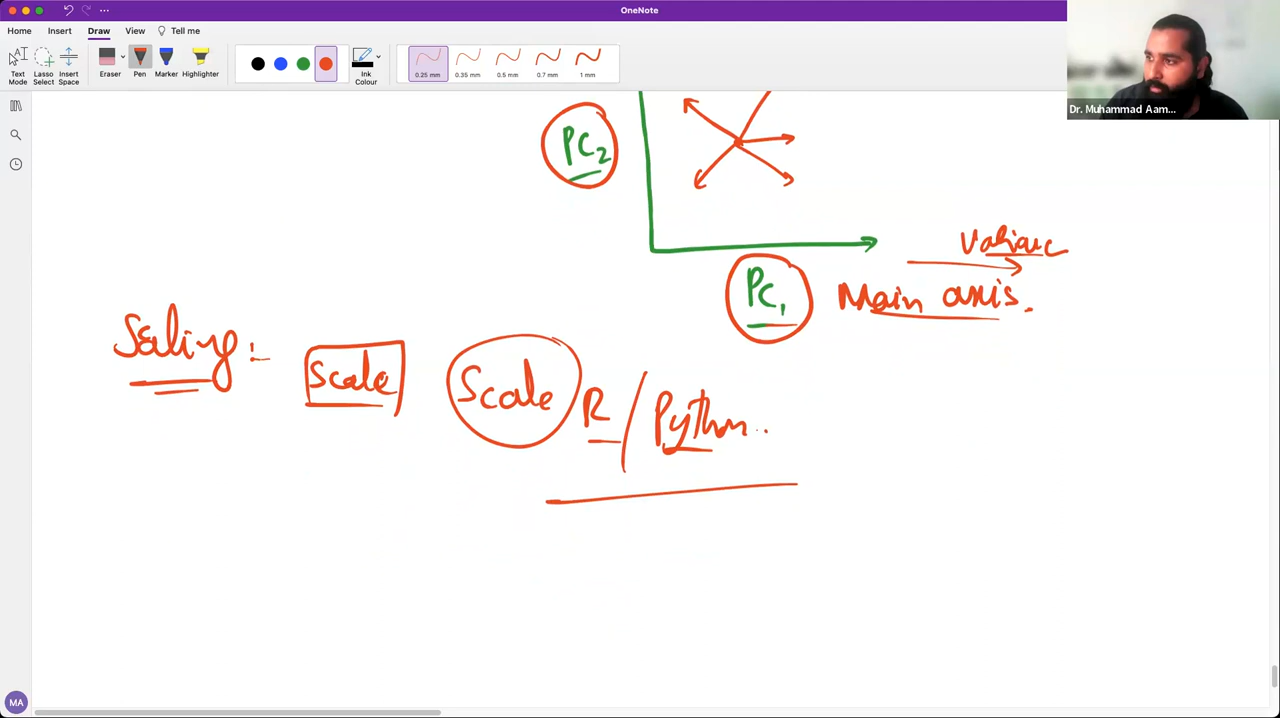 OneNote
Home Insert Draw View Tell me
Text Mode
Lasso Select
Insert Space
Eraser
Pen
Marker
Highlighter
Ink Colour
0.25 mm
0.35 mm
0.5 mm
0.7 mm
1 mm
Dr. Muhammad Aam...
PC2
Variance
PC1 Main axis.
Scaling:- Scale Scale R / Python..
MA